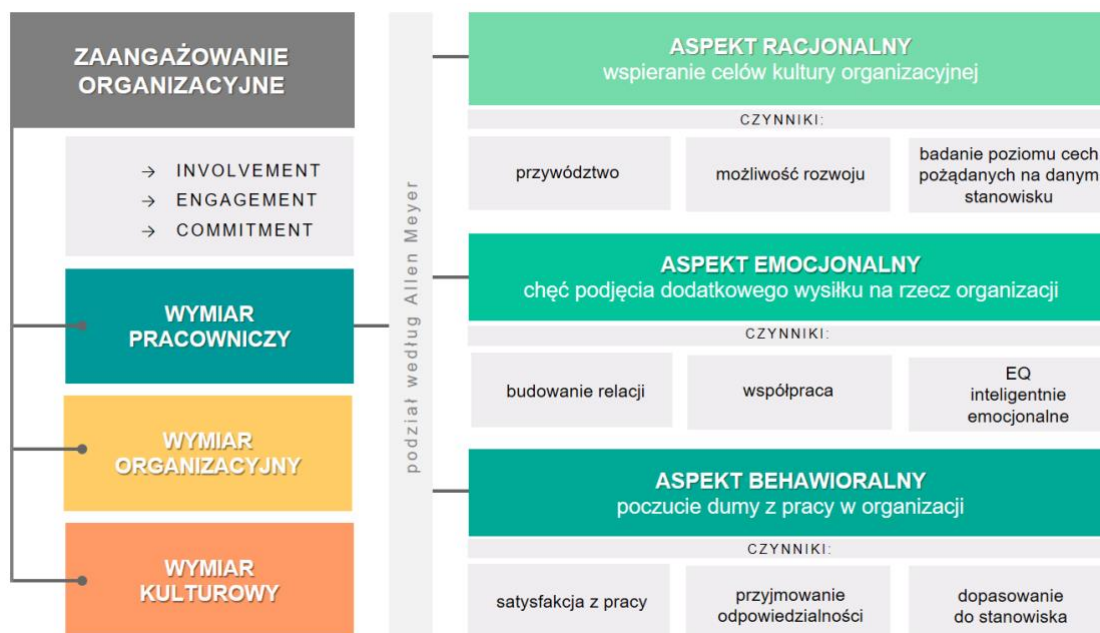 ZAANGAŻOWANIE
ORGANIZACYJNE
→ INVOLVEMENT
→ ENGAGEMENT
→ COMMITMENT
WYMIAR
PRACOWNICZY
WYMIAR
ORGANIZACYJNY
WYMIAR
KULTUROWY
podział według Allen Meyer
ASPEKT RACJONALNY
wspieranie celów kultury organizacyjnej
CZYNNIKI:
przywództwo
możliwość rozwoju
badanie poziomu cech
pożądanych na danym
stanowisku
ASPEKT EMOCJONALNY
chęć podjęcia dodatkowego wysiłku na rzecz organizacji
CZYNNIKI:
budowanie relacji
współpraca
EQ
inteligentnie
emocjonalne
ASPEKT BEHAWIORALNY
poczucie dumy z pracy w organizacji
CZYNNIKI:
satysfakcja z pracy
przyjmowanie
odpowiedzialności
dopasowanie
do stanowiska